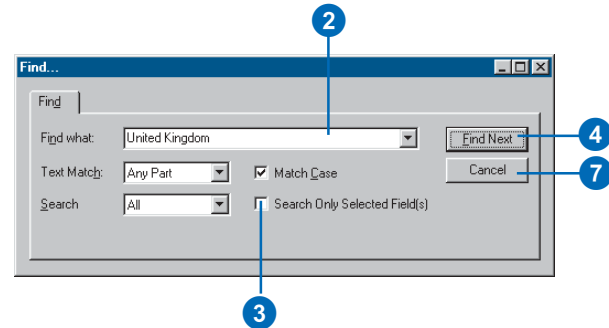 2
Find...
Find
Find what: United Kingdom Find Next 4
Text Match: Any Part Match Case Cancel 7
Search All Search Only Selected Field(s)
3